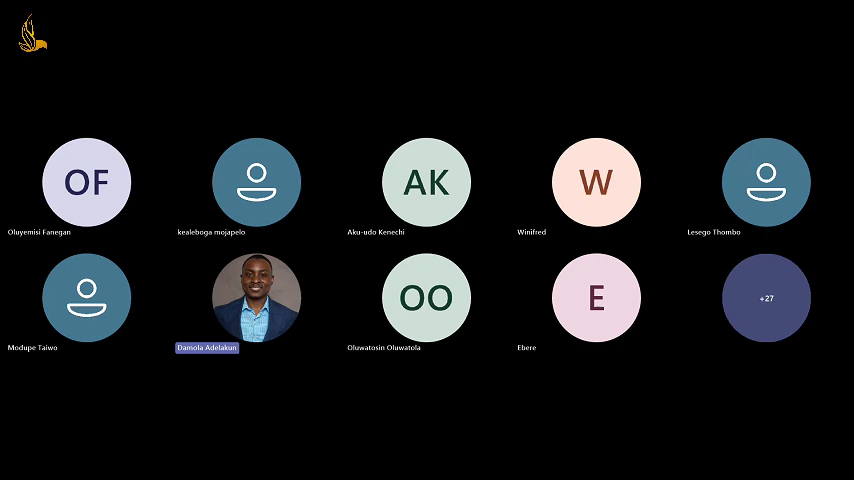 OF
AK
W
Oluyemisi Fanegan
kealeboga mojapelo
Aku-udo Kenechi
Winifred
Lesego Thombo
OO
E
+27
Modupe Taiwo
Damola Adelakun
Oluwatosin Oluwatola
Ebere